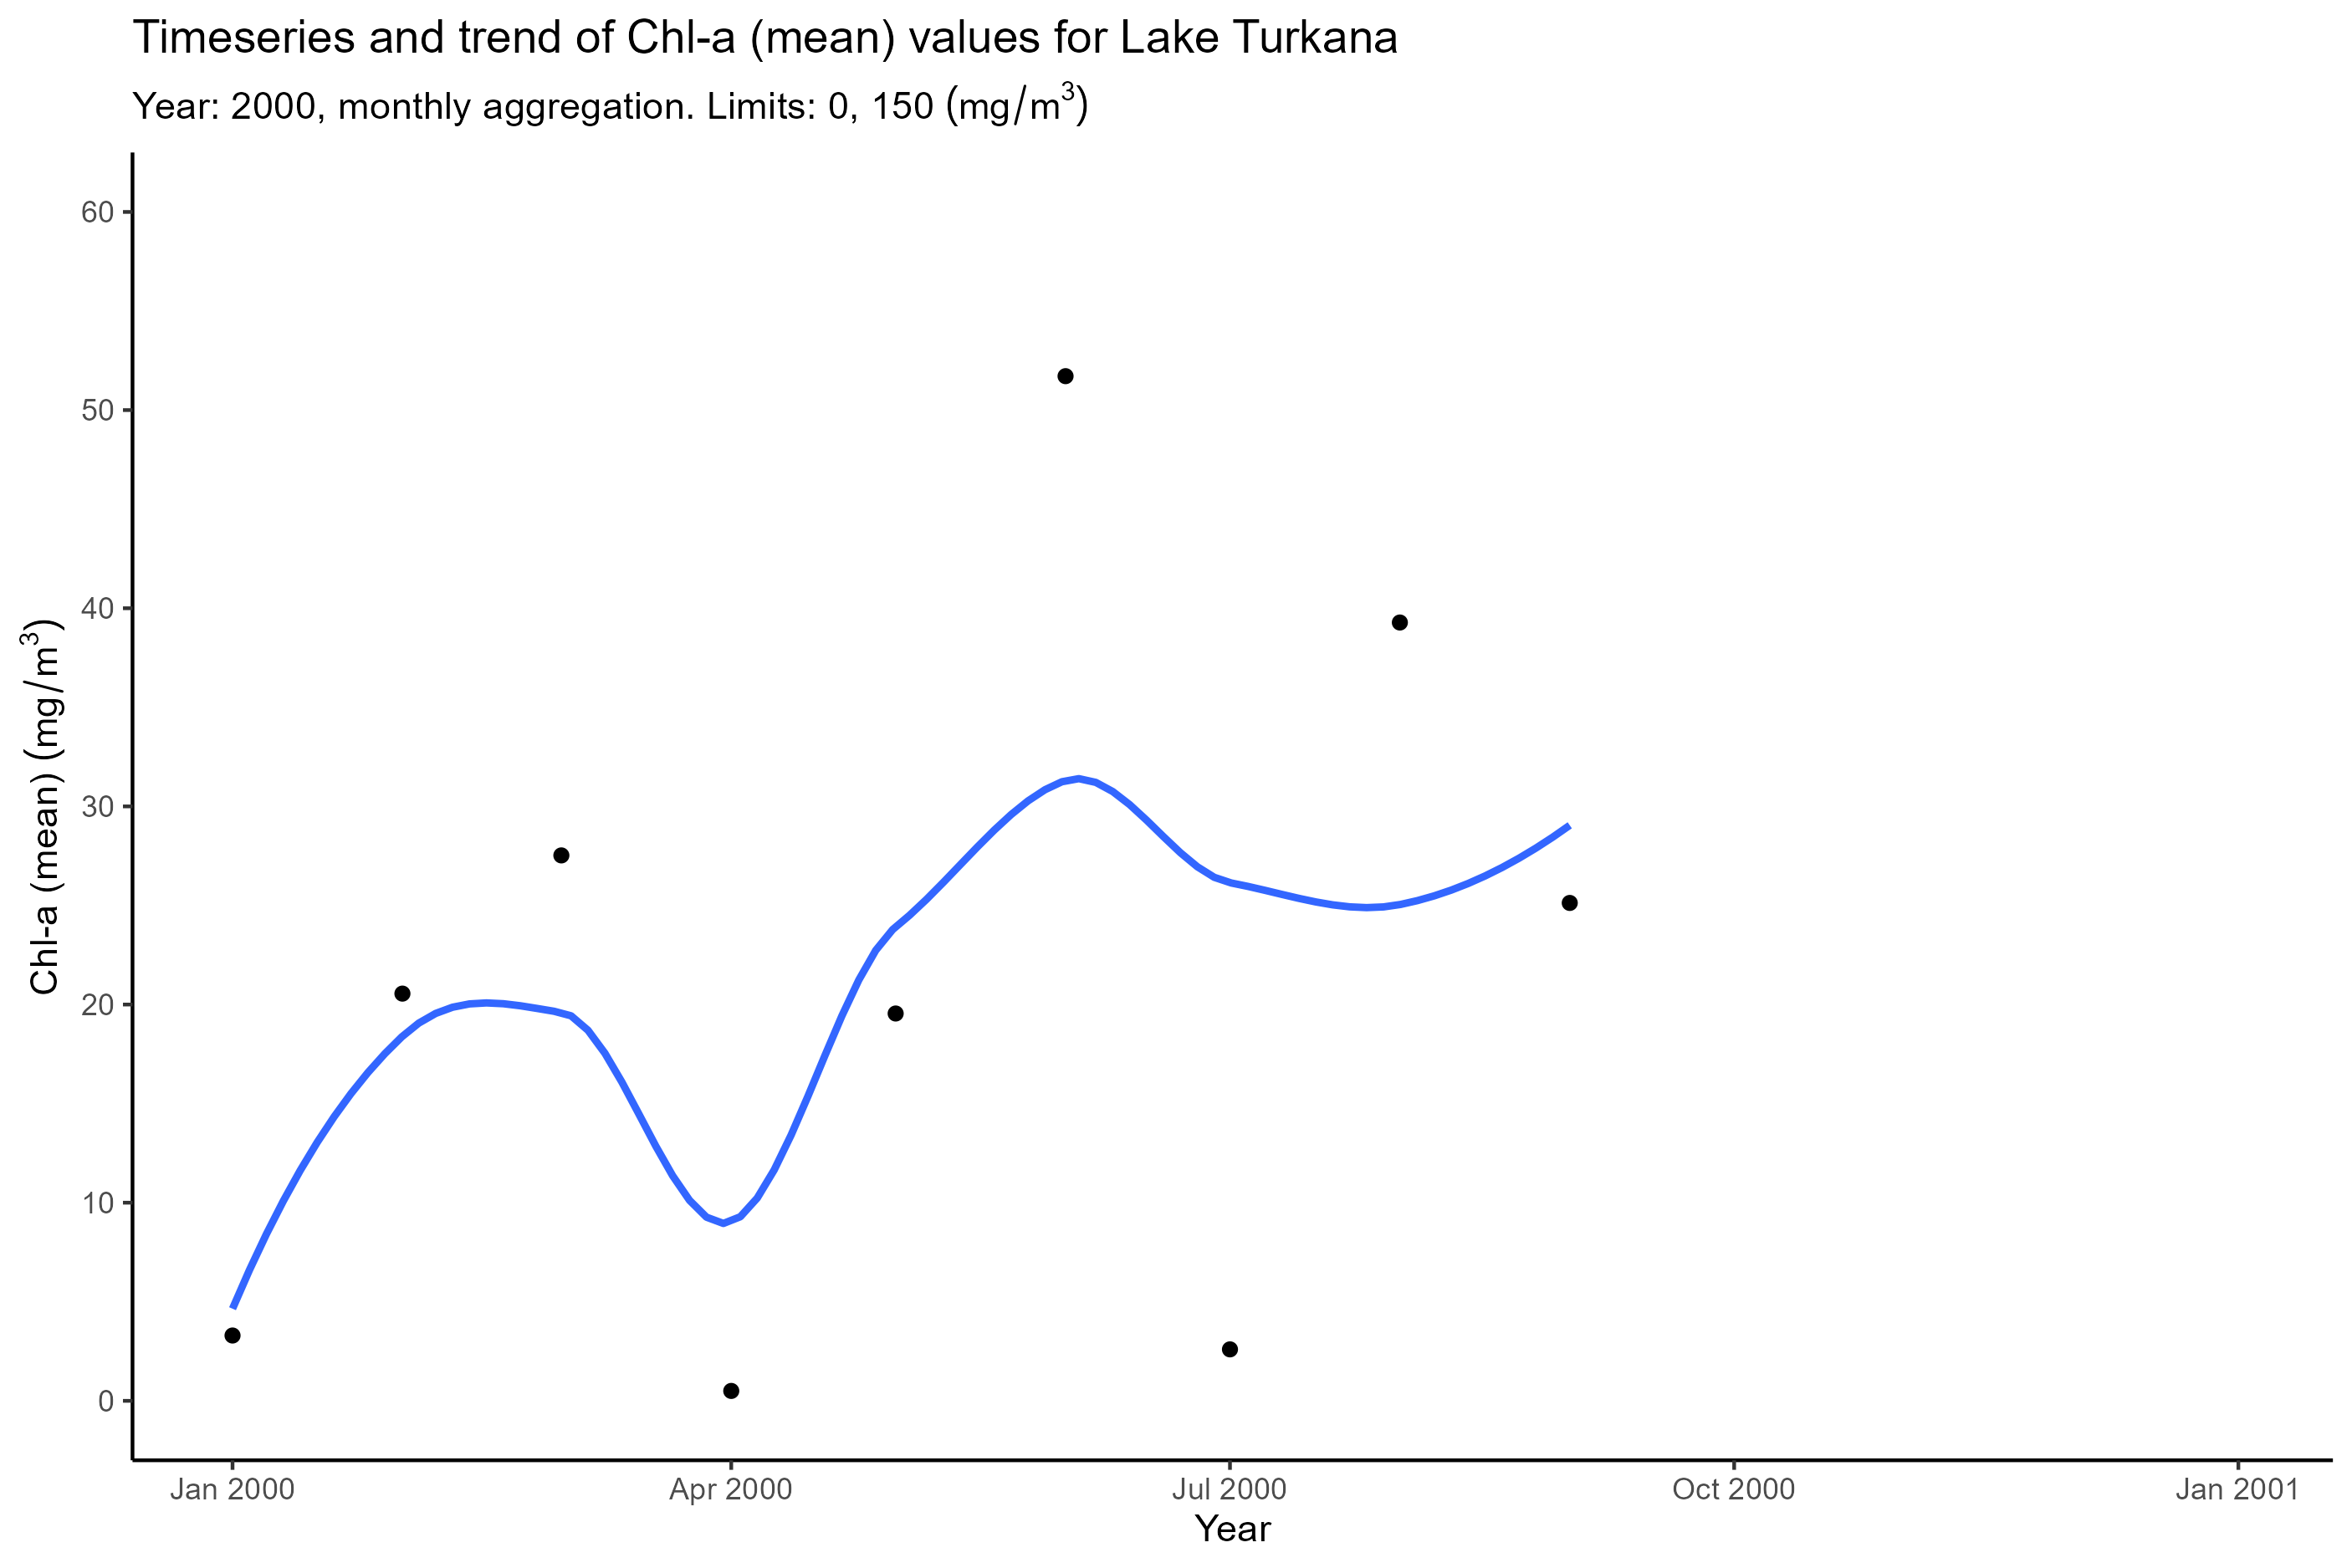 Timeseries and trend of Chl-a (mean) values for Lake Turkana
Year: 2000, monthly aggregation. Limits: 0, 150 (mg/m³)
Chl-a (mean) (mg/m³)
60
50
40
30
20
10
0
Jan 2000 Apr 2000 Jul 2000 Oct 2000 Jan 2001
Year